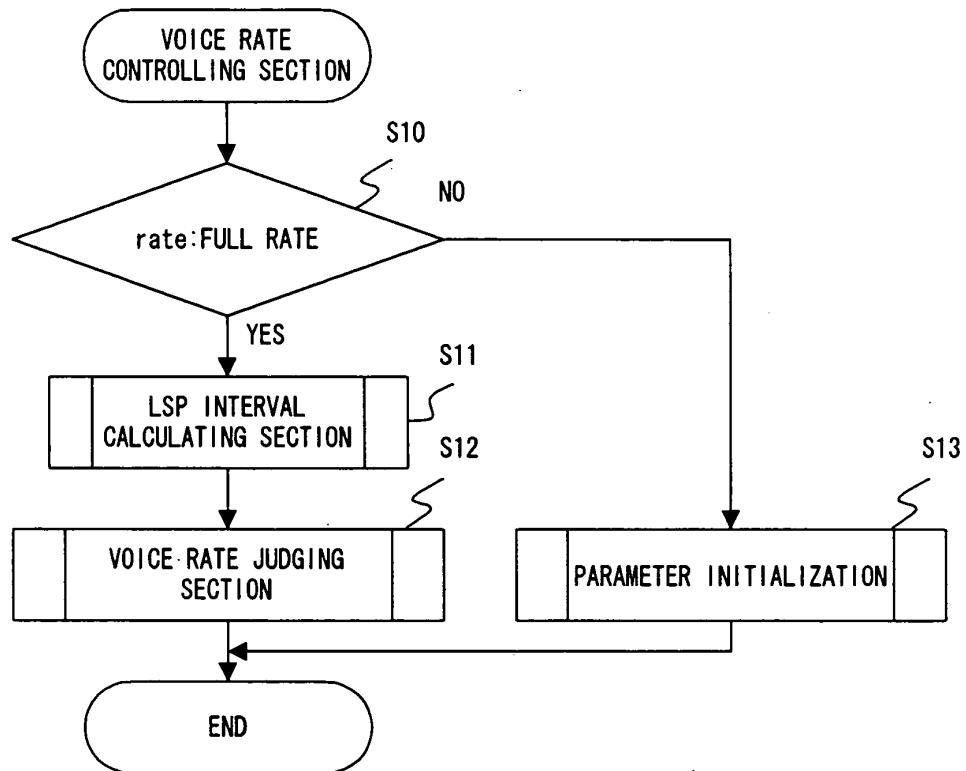 VOICE RATE
CONTROLLING SECTION
S10
NO
rate:FULL RATE
YES
S11
LSP INTERVAL
CALCULATING SECTION
S12
S13
VOICE RATE JUDGING
SECTION
PARAMETER INITIALIZATION
END